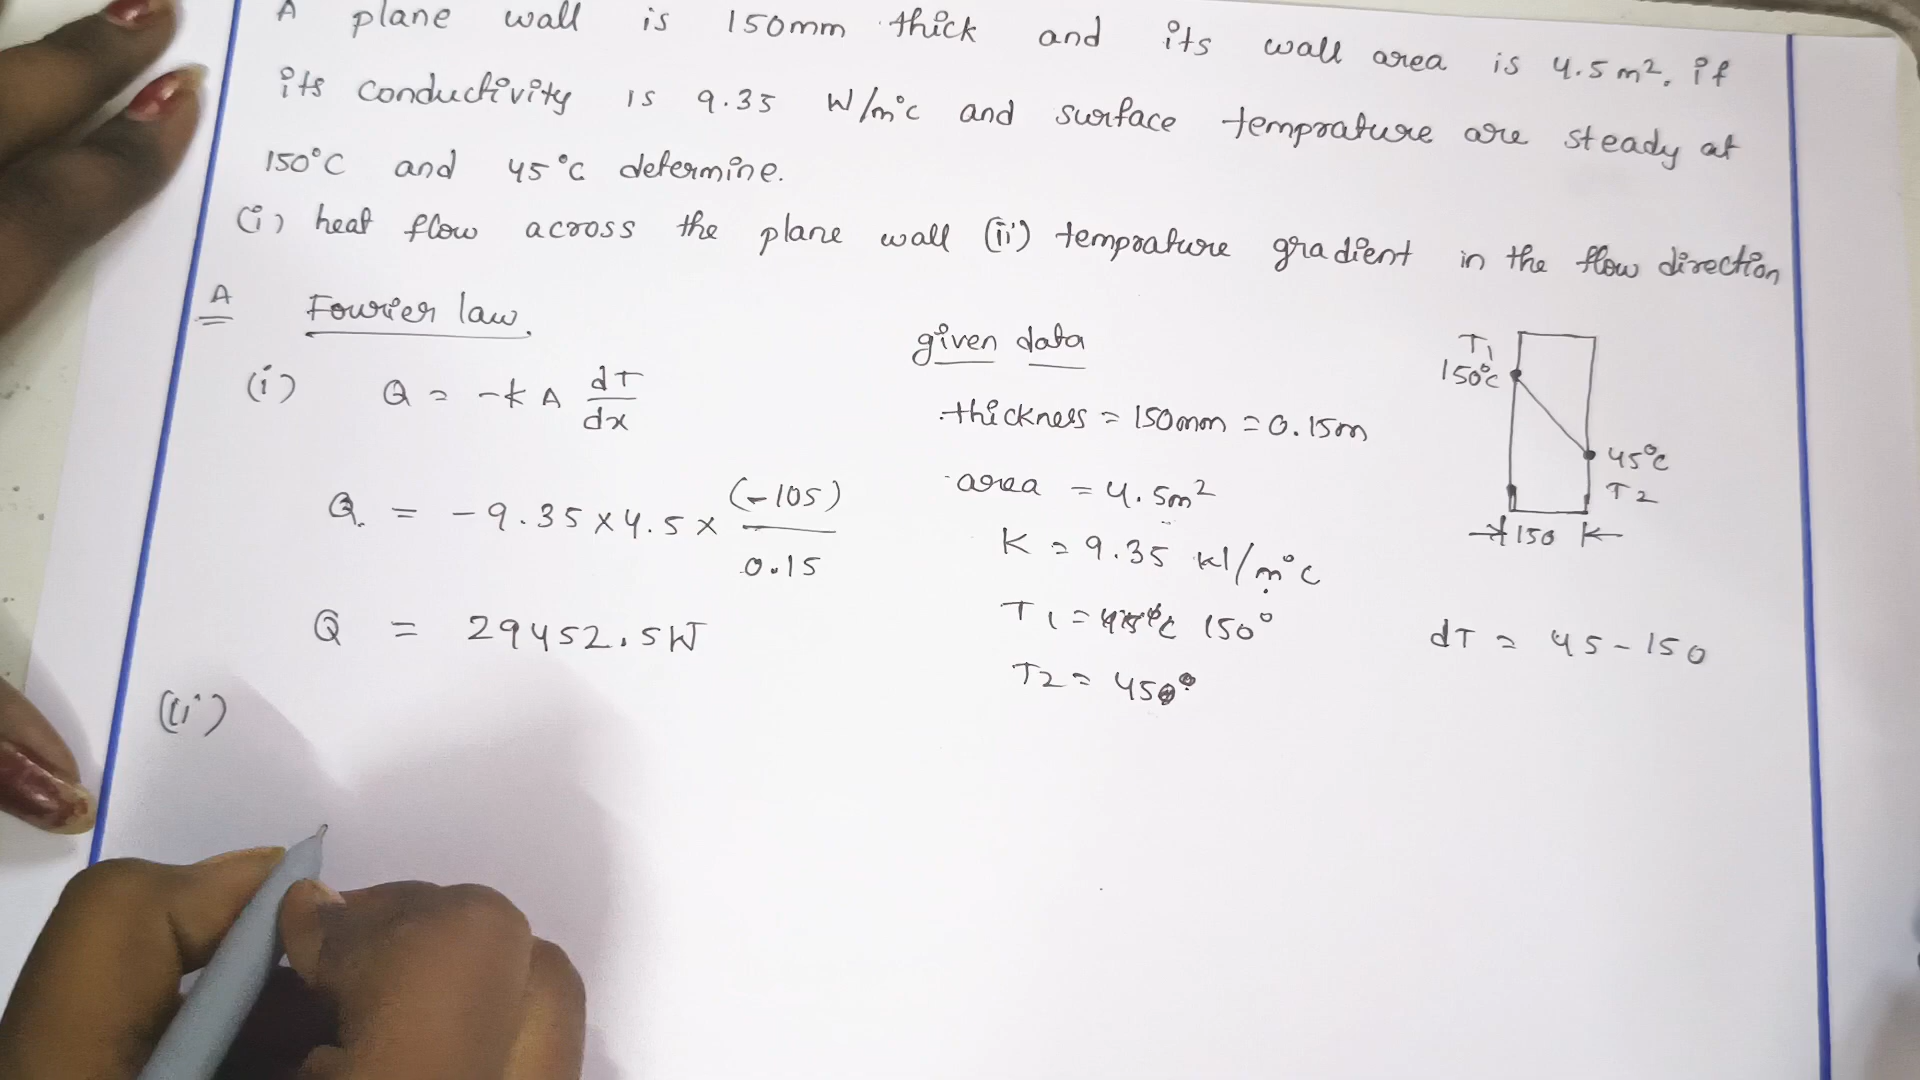 A plane wall is 150mm thick and its wall area is 4.5m². if
its conductivity is 9.35 W/m°c and surface temprature are steady at
150°C and 45°C determine.
(i) heat flow across the plane wall (ii) temprature gradient in the flow direction
A Fourier law.
(i) Q = -kA dT/dx
Q. = -9.35×4.5× (-105)/0.15
Q = 29452.5W
(ii)
given data
thickness = 150mm = 0.15m
area = 4.5m²
K = 9.35 W/m°C
T1 = 150°
T2 = 45
T1
150°C
45°C
T2
150
dT = 45-150